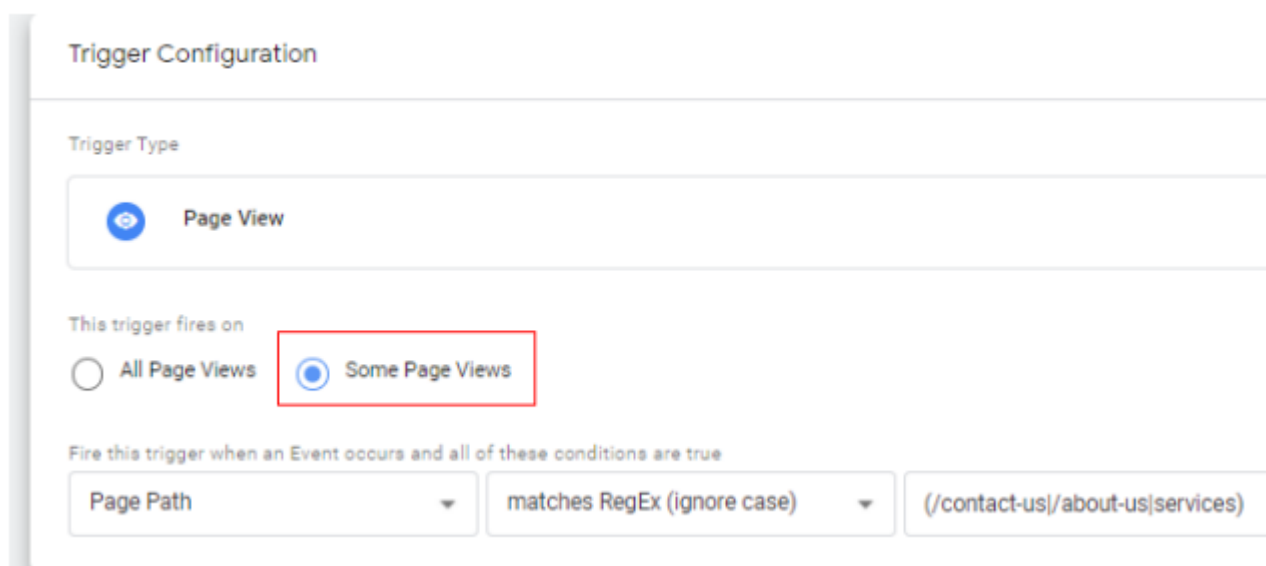 Trigger Configuration
Trigger Type
Page View
This trigger fires on
All Page Views Some Page Views
Fire this trigger when an Event occurs and all of these conditions are true
Page Path matches RegEx (ignore case) (/contact-us|/about-us|services)